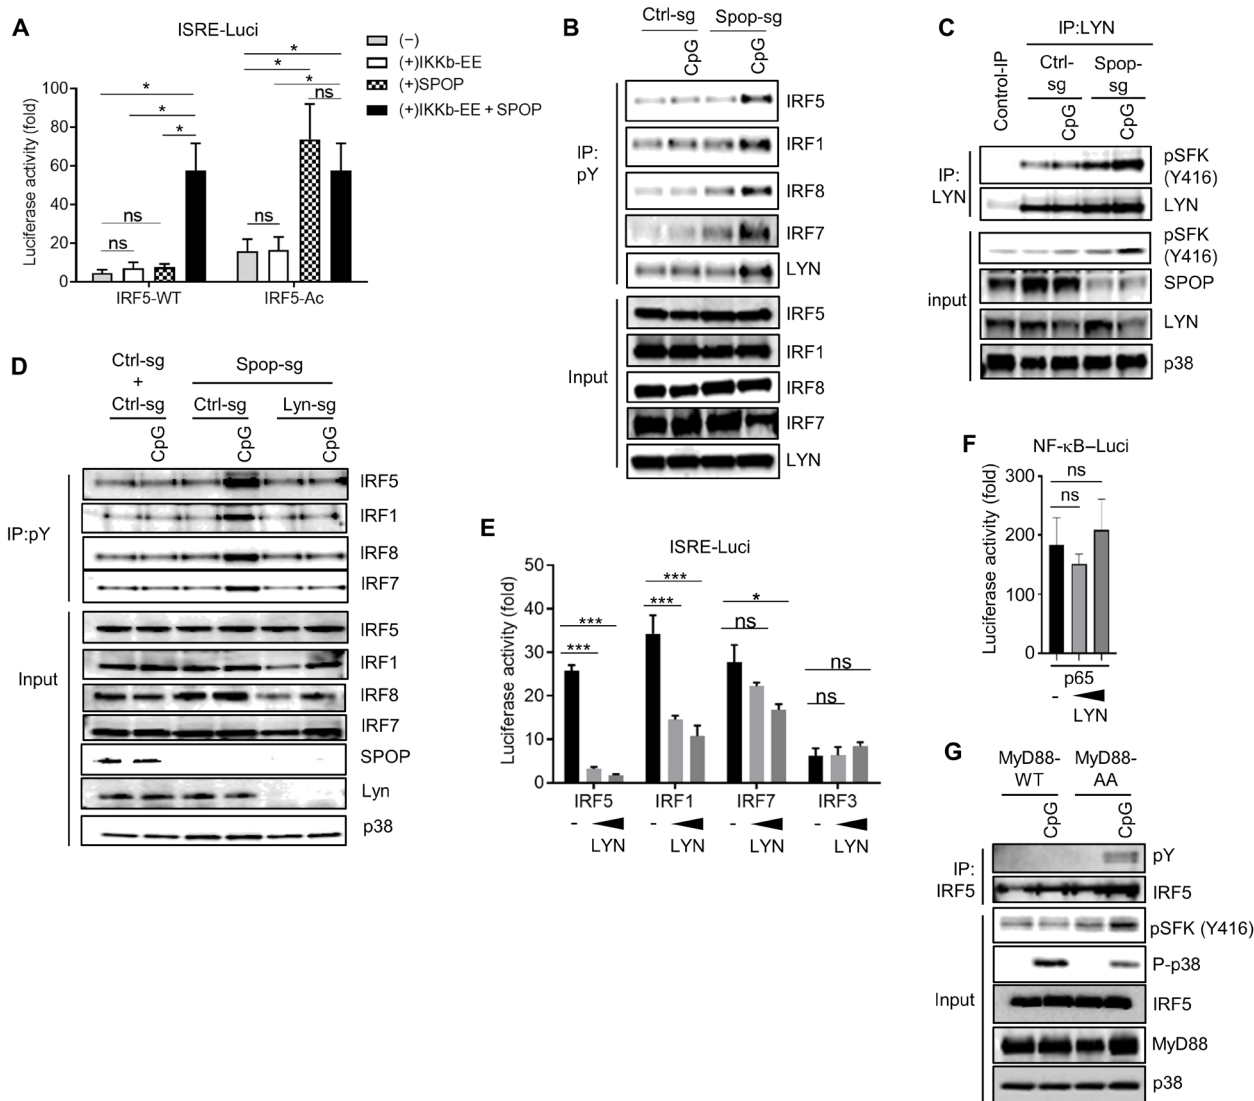 A
ISRE-Luci
(−)
(+)IKKb-EE
(+)SPOP
(+)IKKb-EE + SPOP
Luciferase activity (fold)
100
80
60
40
20
0
*
*
*
ns
ns
*
*
*
ns
ns
IRF5-WT
IRF5-Ac
B
Ctrl-sg
Spop-sg
CpG
CpG
IP:
pY
IRF5
IRF1
IRF8
IRF7
LYN
Input
IRF5
IRF1
IRF8
IRF7
LYN
C
IP:LYN
Control-IP
Ctrl-
sg
Spop-
sg
CpG
CpG
IP:
LYN
pSFK
(Y416)
LYN
input
pSFK
(Y416)
SPOP
LYN
p38
D
Ctrl-sg
+
Ctrl-sg
Spop-sg
Ctrl-sg
Lyn-sg
CpG
CpG
CpG
IP:pY
IRF5
IRF1
IRF8
IRF7
Input
IRF5
IRF1
IRF8
IRF7
SPOP
Lyn
p38
E
ISRE-Luci
Luciferase activity (fold)
50
40
30
20
10
0
***
***
***
***
*
ns
ns
ns
IRF5
IRF1
IRF7
IRF3
-
-
-
-
LYN
LYN
LYN
LYN
F
NF-κB–Luci
Luciferase activity (fold)
300
200
100
0
ns
ns
p65
-
LYN
G
MyD88-
WT
MyD88-
AA
CpG
CpG
IP:
IRF5
pY
IRF5
Input
pSFK (Y416)
P-p38
IRF5
MyD88
p38